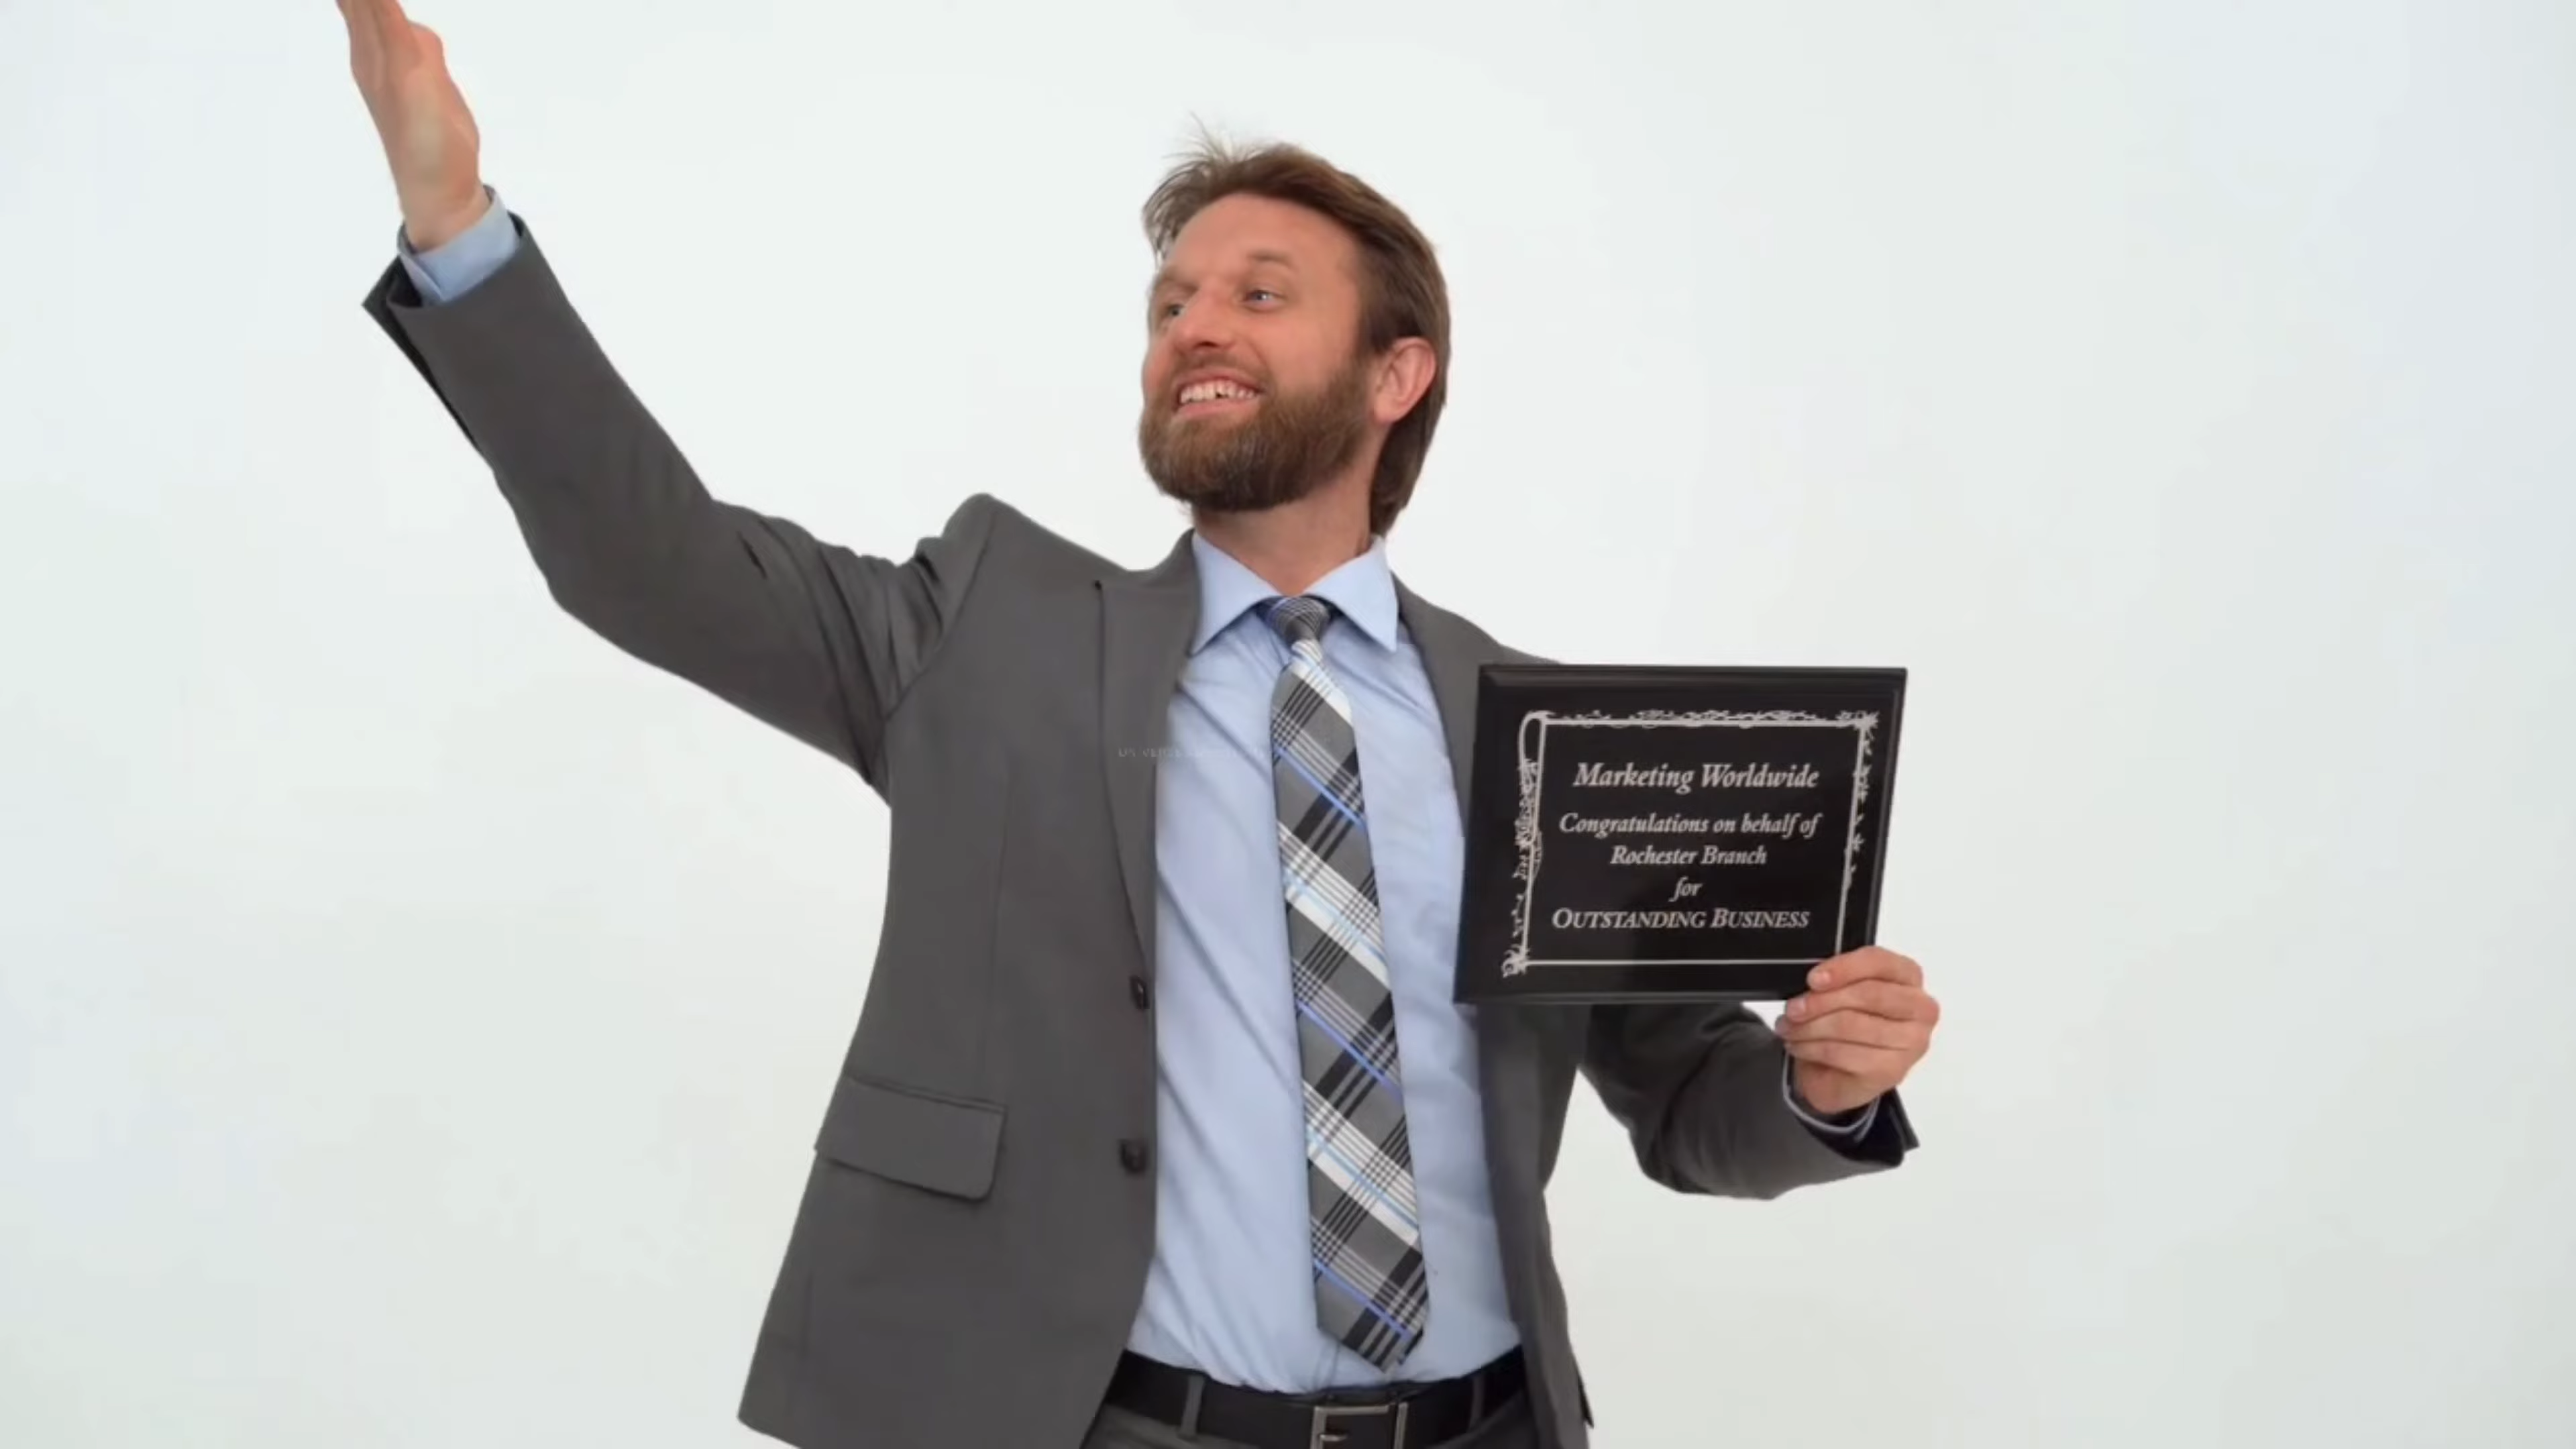 Marketing Worldwide
Congratulations on behalf of
Rochester Branch
for
OUTSTANDING BUSINESS